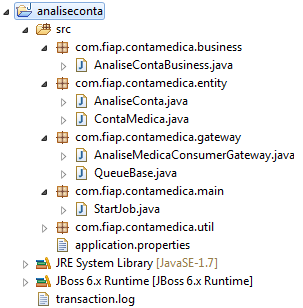 analiseconta
src
com.fiap.contamedica.business
AnaliseContaBusiness.java
com.fiap.contamedica.entity
AnaliseConta.java
ContaMedica.java
com.fiap.contamedica.gateway
AnaliseMedicaConsumerGateway.java
QueueBase.java
com.fiap.contamedica.main
StartJob.java
com.fiap.contamedica.util
application.properties
JRE System Library [JavaSE-1.7]
JBoss 6.x Runtime [JBoss 6.x Runtime]
transaction.log